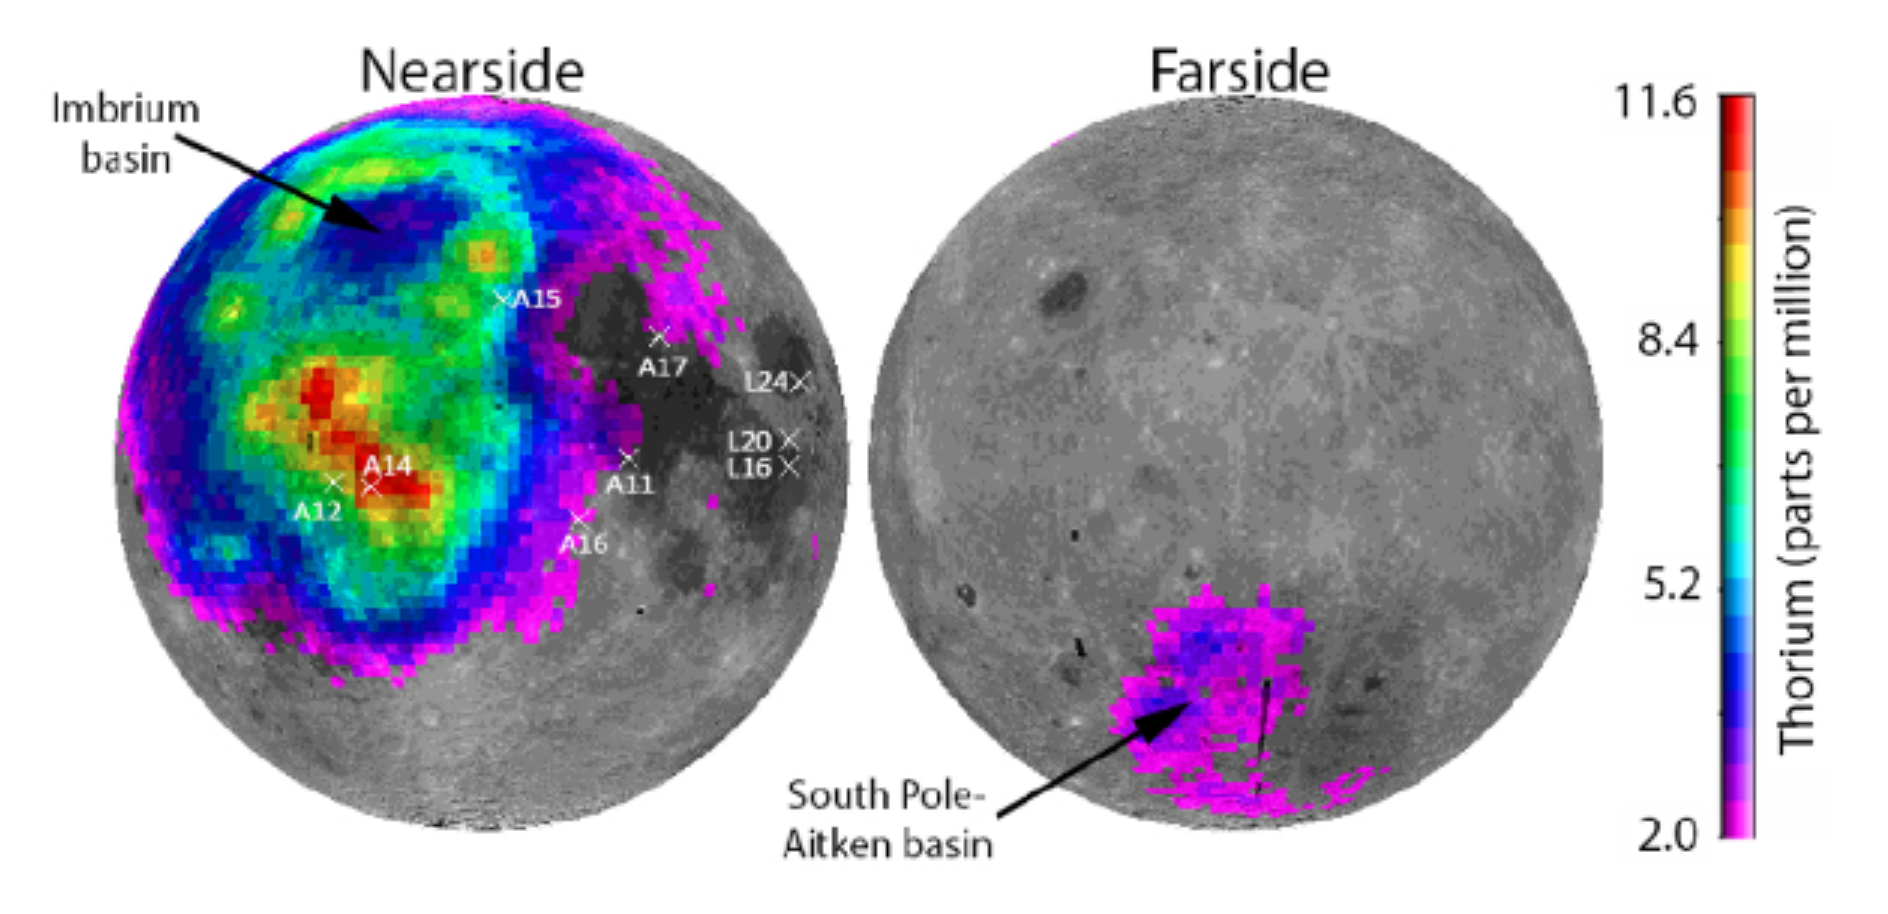 Nearside
Farside
Imbrium
basin
11.6
8.4
5.2
2.0
Thorium (parts per million)
A15
A17
L24
L20
L16
A14
A12
A11
A16
South Pole-
Aitken basin